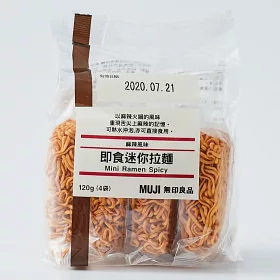 2020.07.21
以麻辣火鍋的風味
重現舌尖上麻辣的記憶。
可熱水沖泡,亦可直接食用。
麻辣風味
即食迷你拉麵
Mini Ramen Spicy
120g (4袋)
MUJI 無印良品